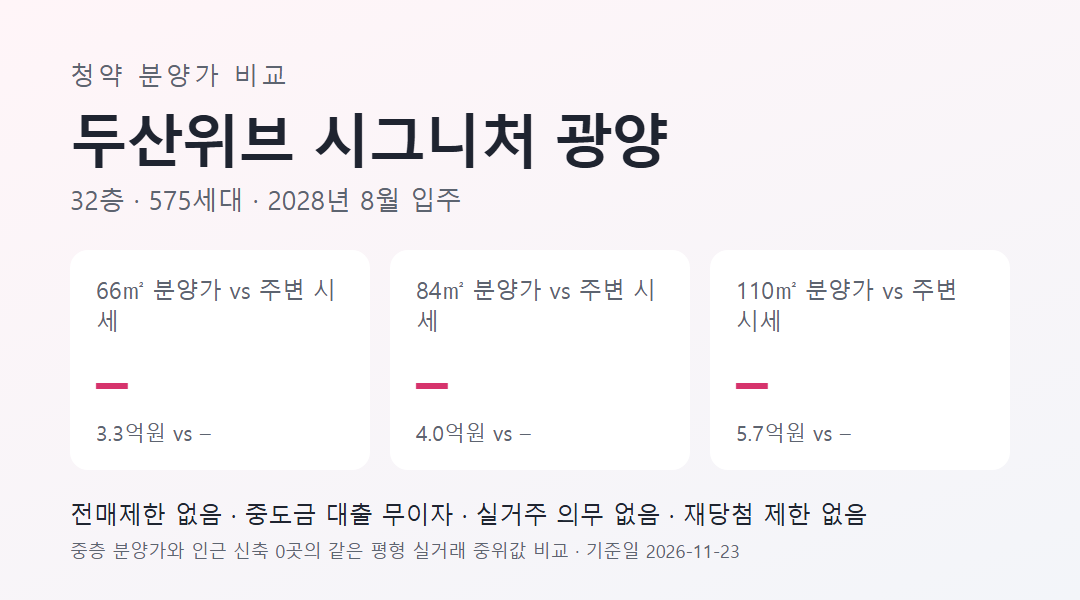 청약 분양가 비교
두산위브 시그니처 광양
32층 · 575세대 · 2028년 8월 입주
66㎡ 분양가 vs 주변 시
세
–
3.3억원 vs –
84㎡ 분양가 vs 주변 시
세
–
4.0억원 vs –
110㎡ 분양가 vs 주변
시세
–
5.7억원 vs –
전매제한 없음 · 중도금 대출 무이자 · 실거주 의무 없음 · 재당첨 제한 없음
중층 분양가와 인근 신축 0곳의 같은 평형 실거래 중위값 비교 · 기준일 2026-11-23